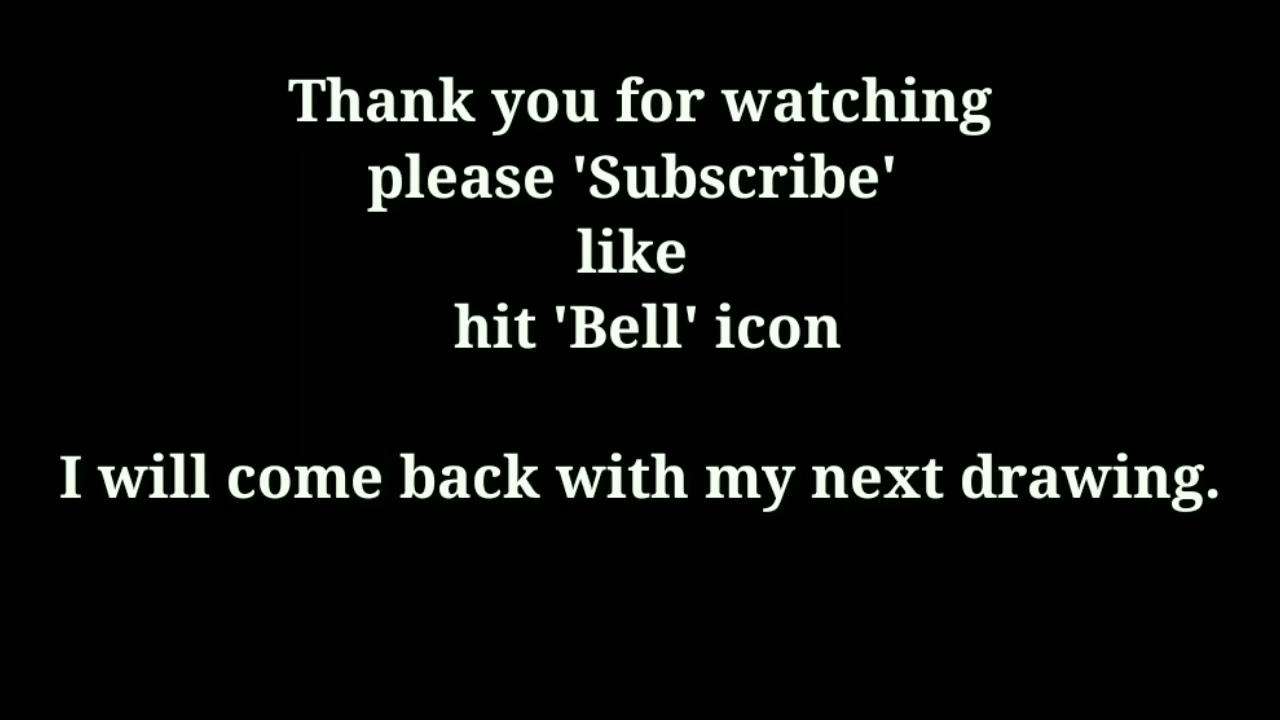 Thank you for watching
please 'Subscribe'
like
hit 'Bell' icon
I will come back with my next drawing.